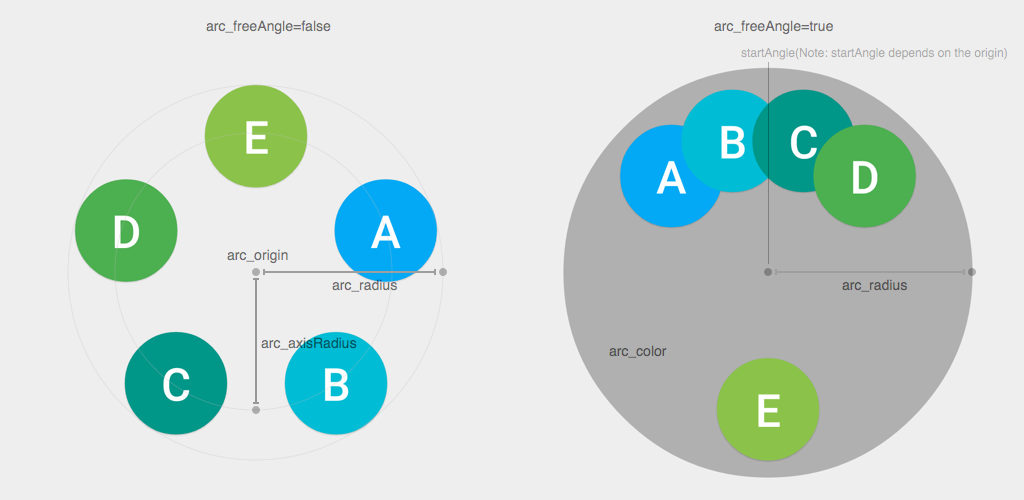 arc_freeAngle=false
E
D
A
arc_origin
arc_radius
arc_axisRadius
C
B
arc_freeAngle=true
startAngle(Note: startAngle depends on the origin)
A
B
C
D
arc_radius
arc_color
E